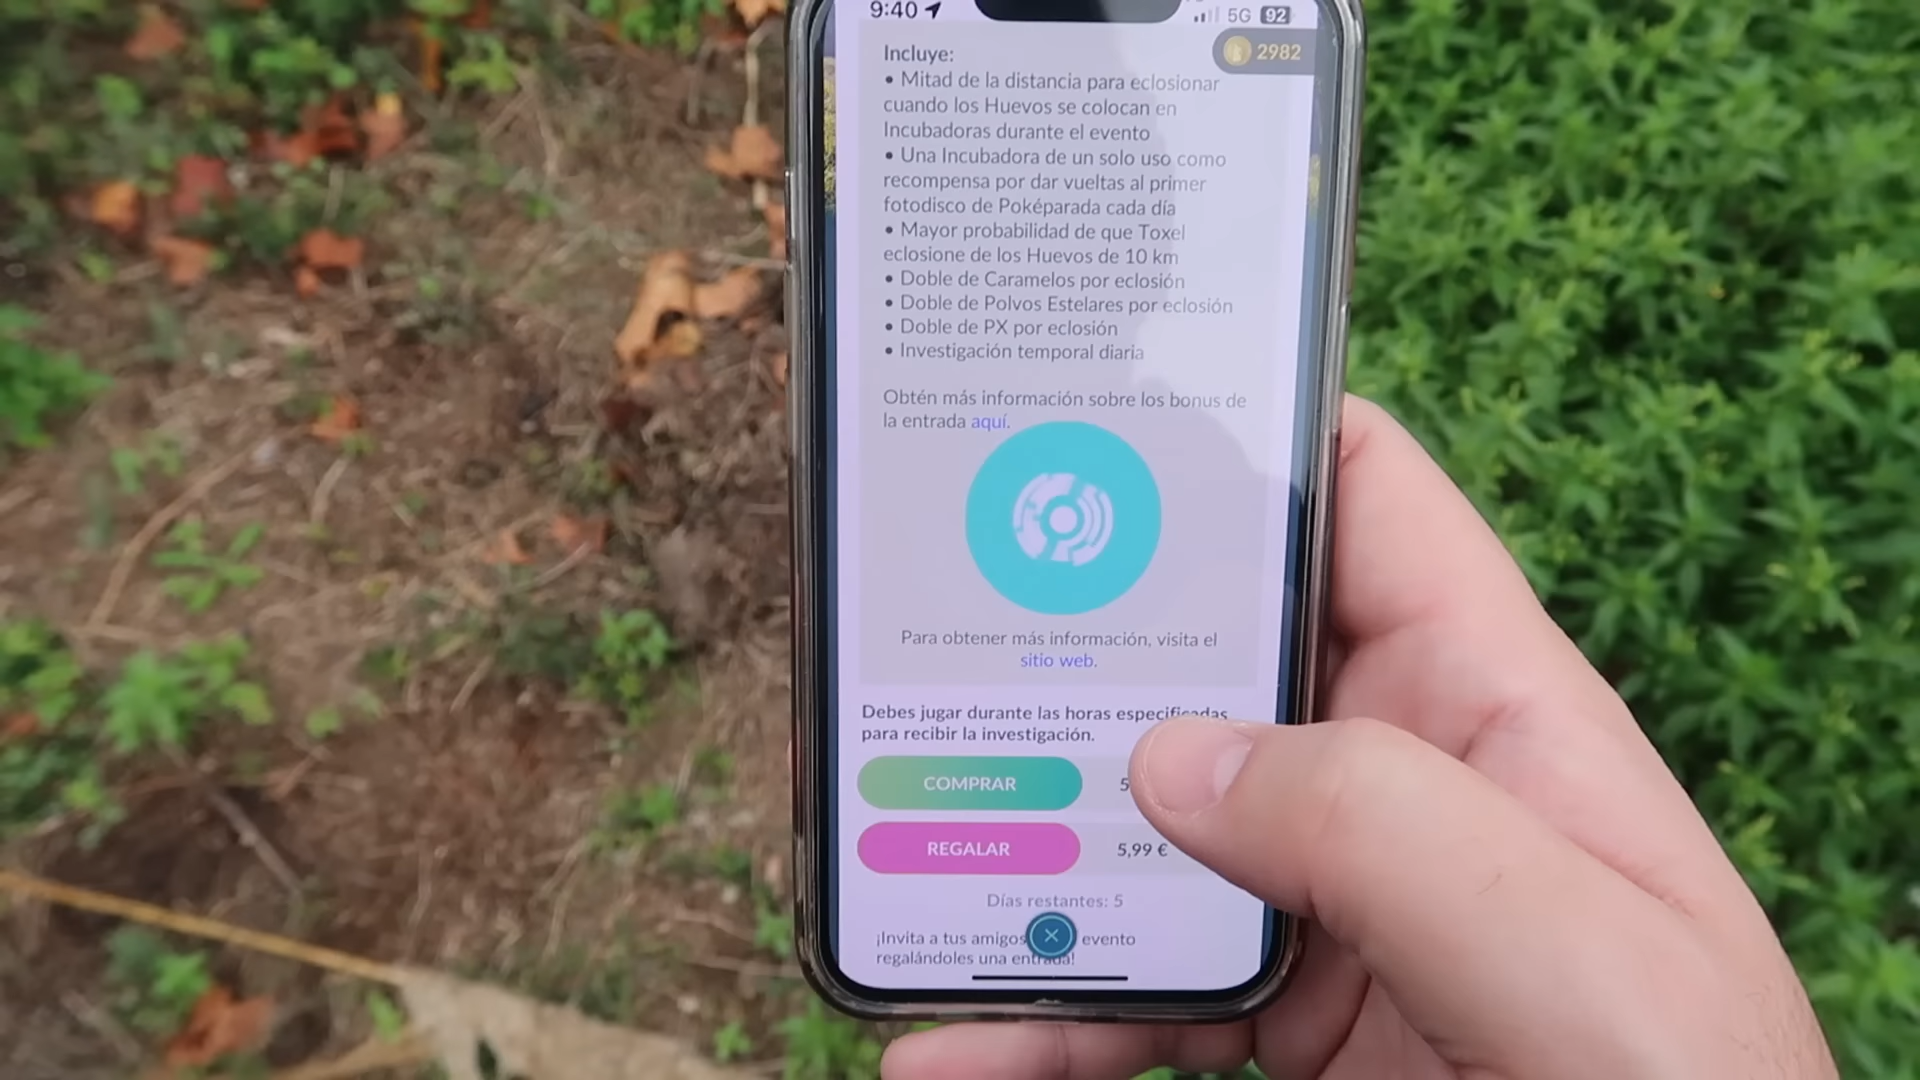 9:40
5G 92
2982
Incluye:
• Mitad de la distancia para eclosionar
cuando los Huevos se colocan en
Incubadoras durante el evento
• Una Incubadora de un solo uso como
recompensa por dar vueltas al primer
fotodisco de Poképarada cada día
• Mayor probabilidad de que Toxel
eclosione de los Huevos de 10 km
• Doble de Caramelos por eclosión
• Doble de Polvos Estelares por eclosión
• Doble de PX por eclosión
• Investigación temporal diaria
Obtén más información sobre los bonus de
la entrada aquí.
Para obtener más información, visita el
sitio web.
Debes jugar durante las horas especificadas
para recibir la investigación.
COMPRAR 5
REGALAR 5,99 €
Días restantes: 5
¡Invita a tus amigos evento
regalándoles una entrada!